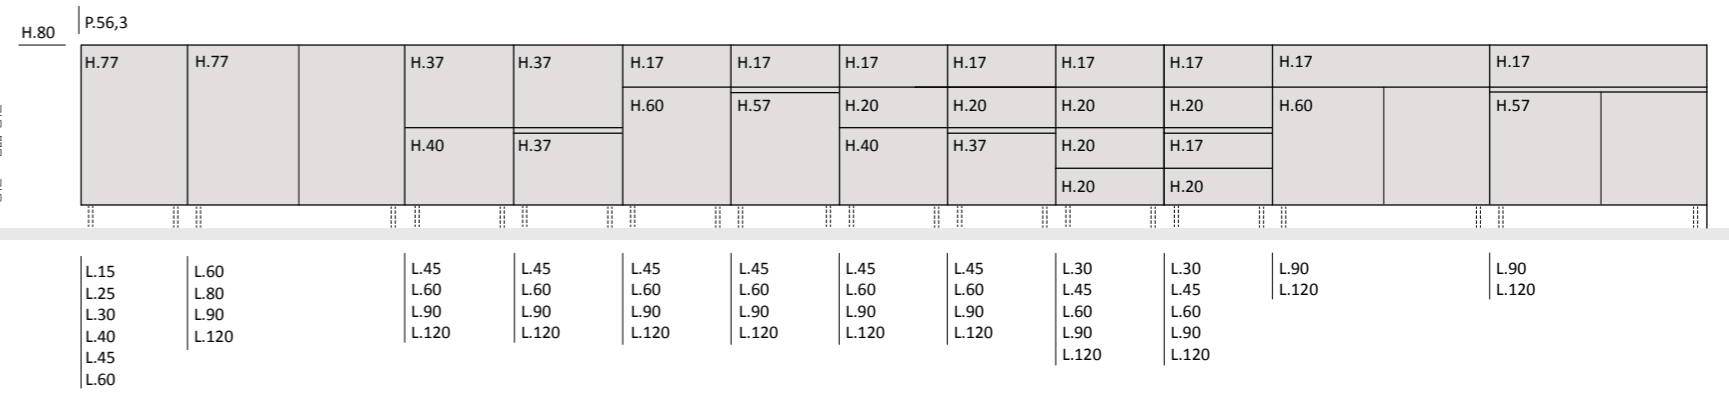 P.56,3
H.80
H.77 H.77 H.37 H.37 H.17 H.17 H.17 H.17 H.17 H.17 H.17 H.17
H.60 H.57 H.20 H.20 H.20 H.20 H.60 H.57
H.40 H.37 H.40 H.37 H.20 H.17
H.20 H.20
L.15 L.60 L.45 L.45 L.45 L.45 L.45 L.45 L.30 L.30 L.90 L.90
L.25 L.80 L.60 L.60 L.60 L.60 L.60 L.60 L.45 L.45 L.120 L.120
L.30 L.90 L.90 L.90 L.90 L.90 L.90 L.90 L.60 L.60
L.40 L.120 L.120 L.120 L.120 L.120 L.120 L.120 L.90 L.90
L.45 L.120 L.120
L.60